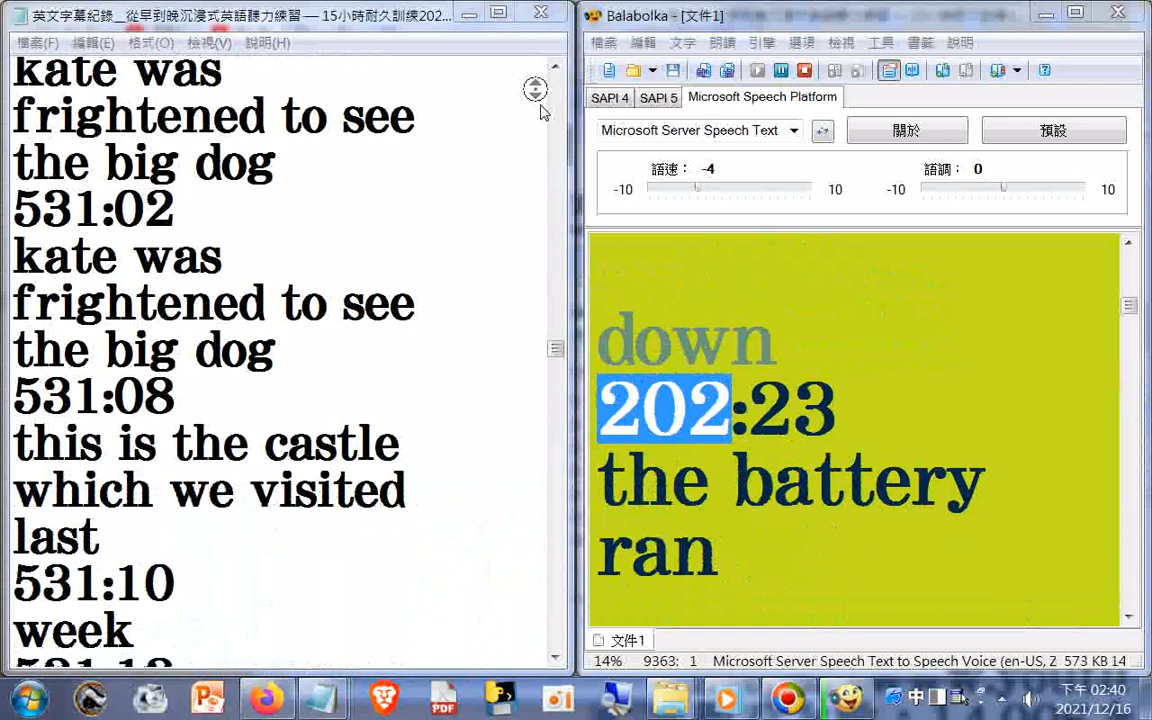 英文字幕紀錄__從早到晚沉浸式英語聽力練習 — 15小時耐久訓練202...
檔案(F) 編輯(E) 格式(O) 檢視(V) 說明(H)
kate was
frightened to see
the big dog
531:02
kate was
frightened to see
the big dog
531:08
this is the castle
which we visited
last
531:10
week
Balabolka - [文件1]
檔案 編輯 文字 朗讀 引擎 選項 檢視 工具 書籤 說明
SAPI 4 SAPI 5 Microsoft Speech Platform
Microsoft Server Speech Text 關於 預設
語速： -4 語調： 0
-10 10 -10 10
down
202:23
the battery
ran
文件1
14% 9363: 1 Microsoft Server Speech Text to Speech Voice (en-US, Z 573 KB 14
PDF 中 下午 02:40
2021/12/16